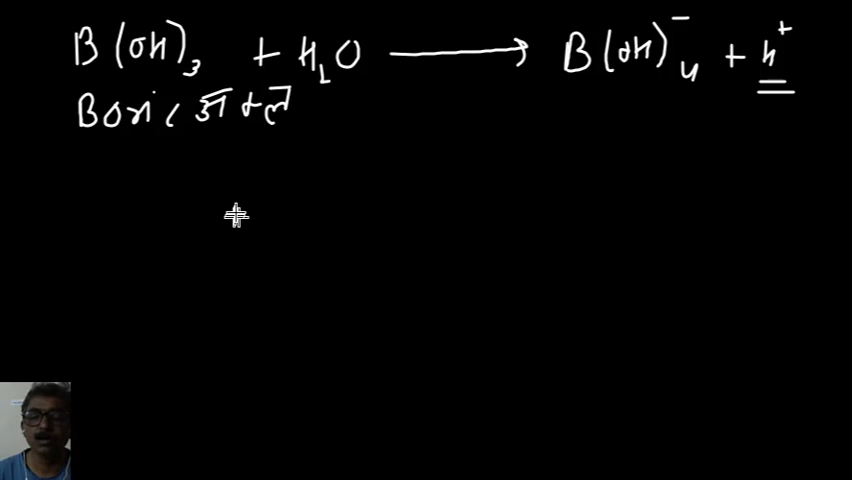 B(OH)₃ + H₂O ⟶ B(OH)₄⁻ + H⁺
Boric अम्ल